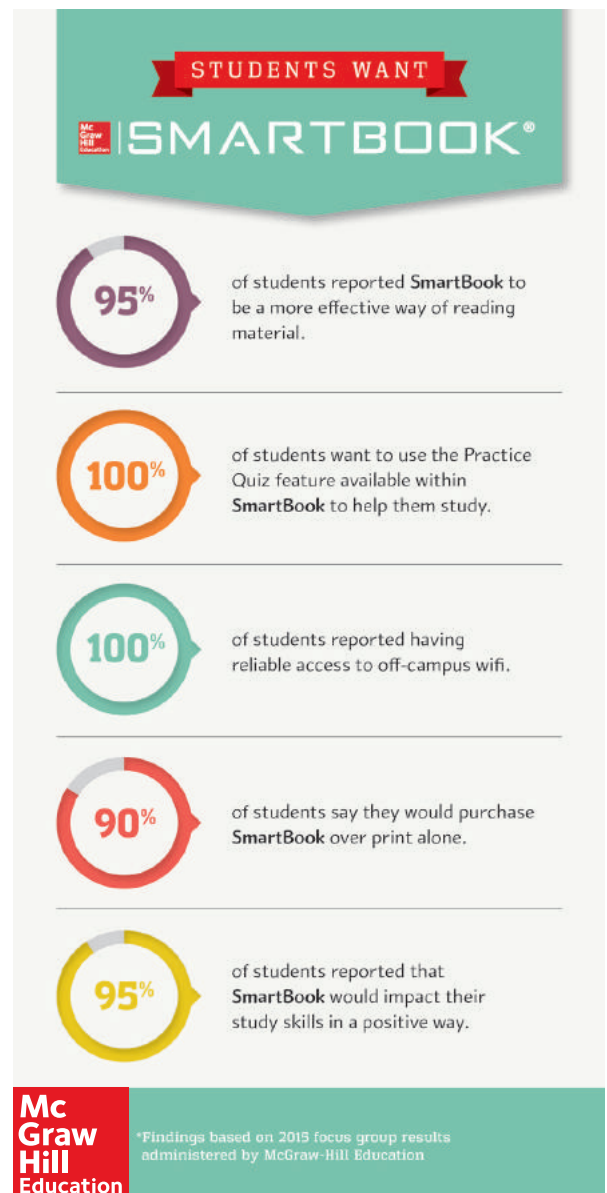 STUDENTS WANT
Mc
Graw
Hill
Education
SMARTBOOK®
95%
of students reported SmartBook to
be a more effective way of reading
material.
100%
of students want to use the Practice
Quiz feature available within
SmartBook to help them study.
100%
of students reported having
reliable access to off-campus wifi.
90%
of students say they would purchase
SmartBook over print alone.
95%
of students reported that
SmartBook would impact their
study skills in a positive way.
Mc
Graw
Hill
Education
*Findings based on 2015 focus group results
administered by McGraw-Hill Education